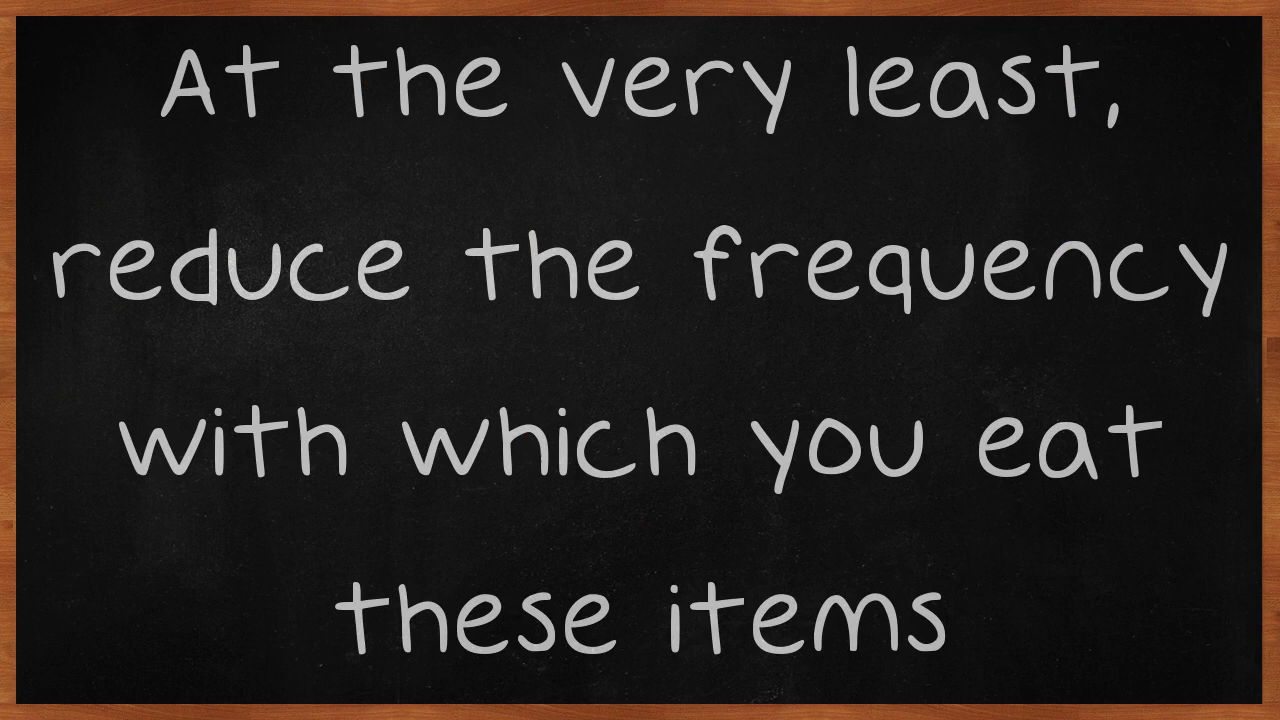 At the very least,
reduce the frequency
with which you eat
these items